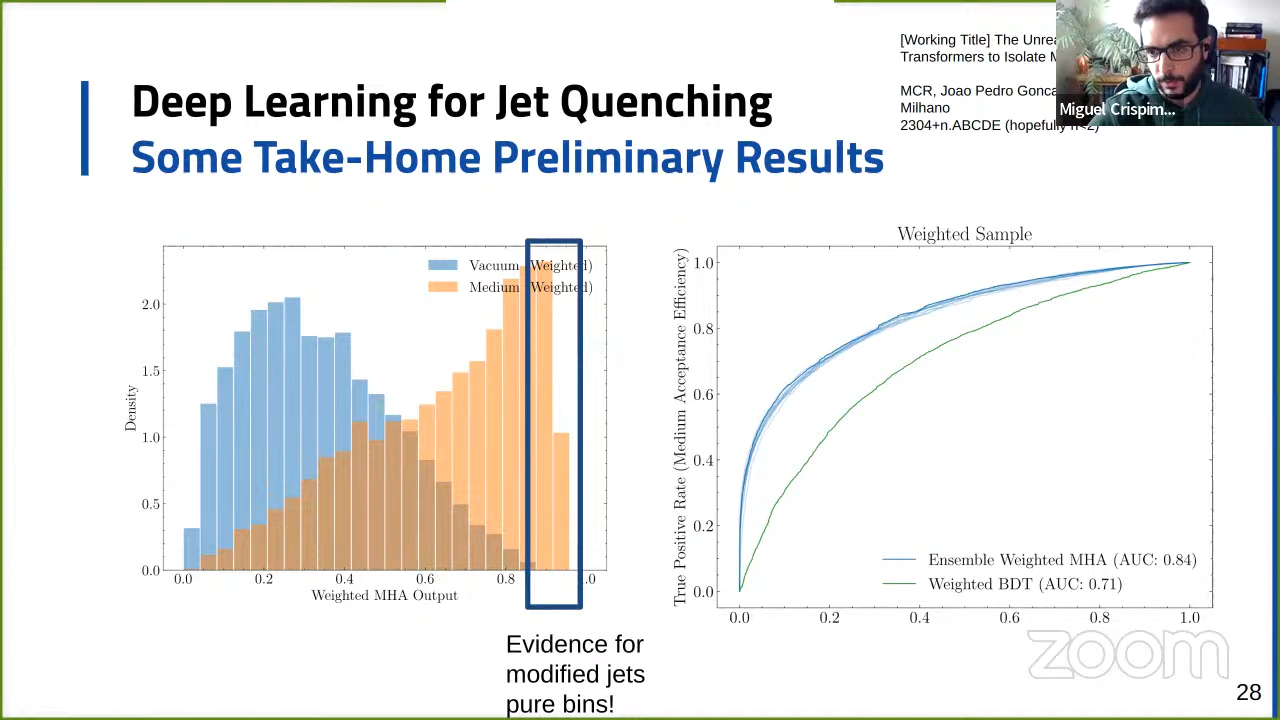 [Working Title] The
Transformers to Isolate
MCR, Joao Pedro
Milhano
2304+n.ABCDE (hopefully
Miguel Crispim...
Deep Learning for Jet Quenching
Some Take-Home Preliminary Results
Vacuum Weighted)
Medium Weighted)
2.0
1.5
1.0
0.5
0.0
Density
0.0 0.2 0.4 0.6 0.8 1.0
Weighted MHA Output
Evidence for
modified jets
pure bins!
Weighted Sample
1.0
0.8
0.6
0.4
0.2
0.0
True Positive Rate (Medium Acceptance Efficiency)
Ensemble Weighted MHA (AUC: 0.84)
Weighted BDT (AUC: 0.71)
0.0 0.2 0.4 0.6 0.8 1.0
zoom
28